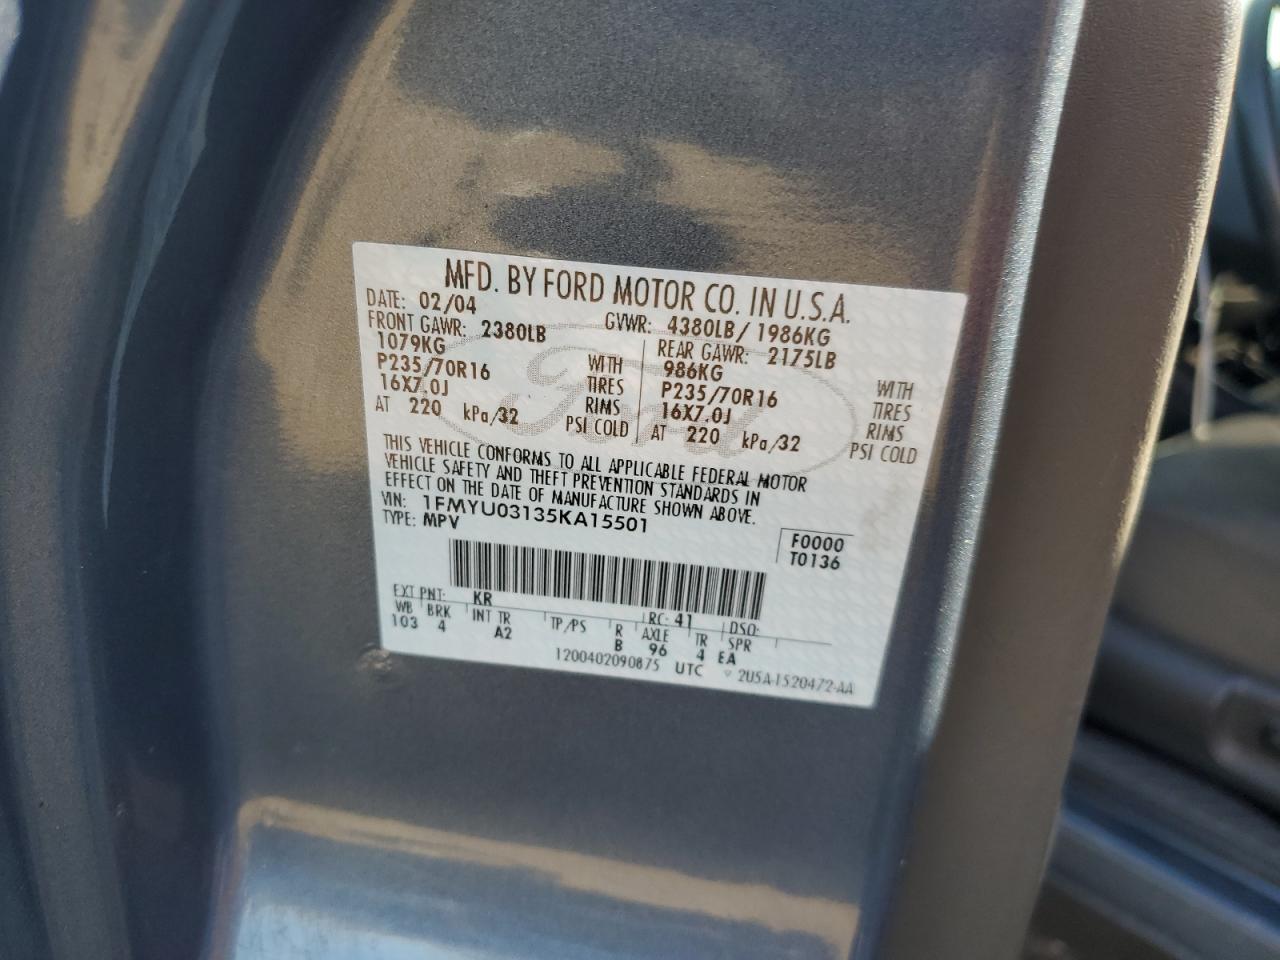 MFD. BY FORD MOTOR CO. IN U.S.A.
DATE: 02/04 GVWR: 4380LB/ 1986KG
FRONT GAWR: 2380LB REAR GAWR: 2175LB
1079KG WITH 986KG WITH
P235/70R16 TIRES P235/70R16 TIRES
16X7.0J RIMS 16X7.0J RIMS
AT 220 kPa/32 PSI COLD AT 220 kPa/32 PSI COLD
Ford
THIS VEHICLE CONFORMS TO ALL APPLICABLE FEDERAL MOTOR
VEHICLE SAFETY AND THEFT PREVENTION STANDARDS IN
EFFECT ON THE DATE OF MANUFACTURE SHOWN ABOVE.
VIN: 1FMYU03135KA15501
TYPE: MPV
F0000
T0136
EXT PNT: KR RC: 41 DSO:
WB BRK INT TR TP/PS R AXLE TR SPR
103 4 A2 B 96 4 EA
1200402090875 UTC ▽ 2U5A-1520472-AA